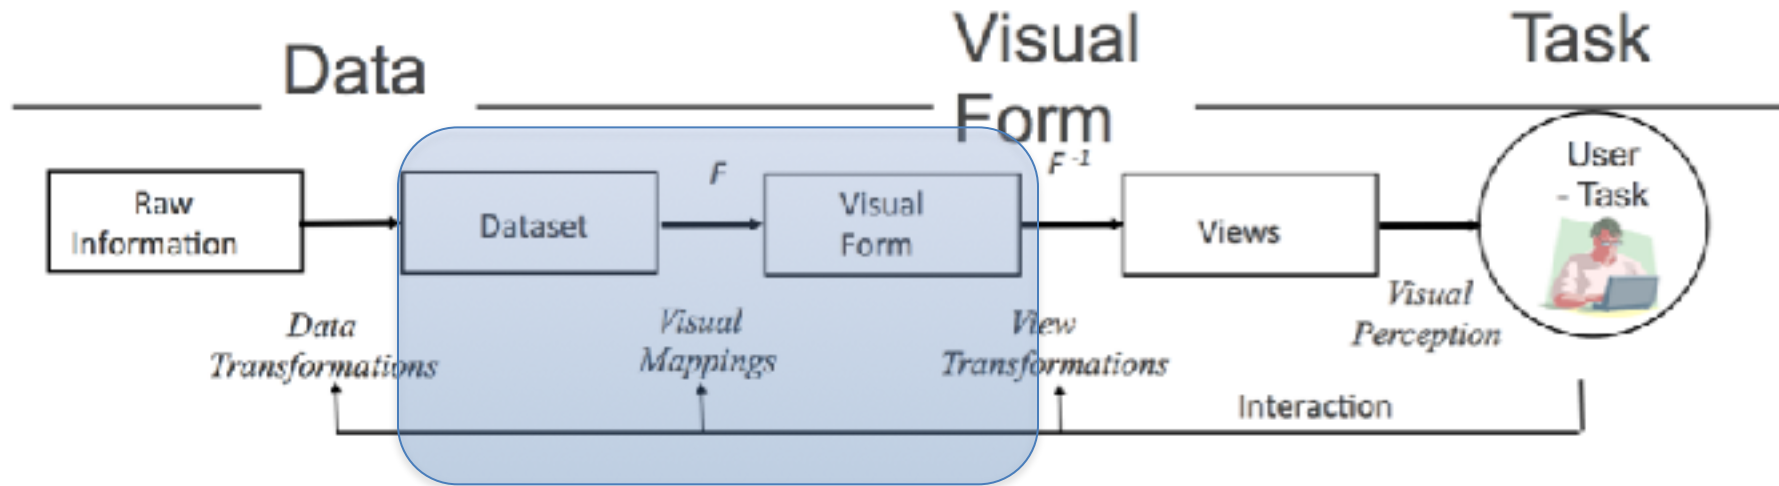 Data
Visual
Form
Task
Raw
Information
Dataset
F
Visual
Form
F -1
Views
User
- Task
Data
Transformations
Visual
Mappings
View
Transformations
Visual
Perception
Interaction